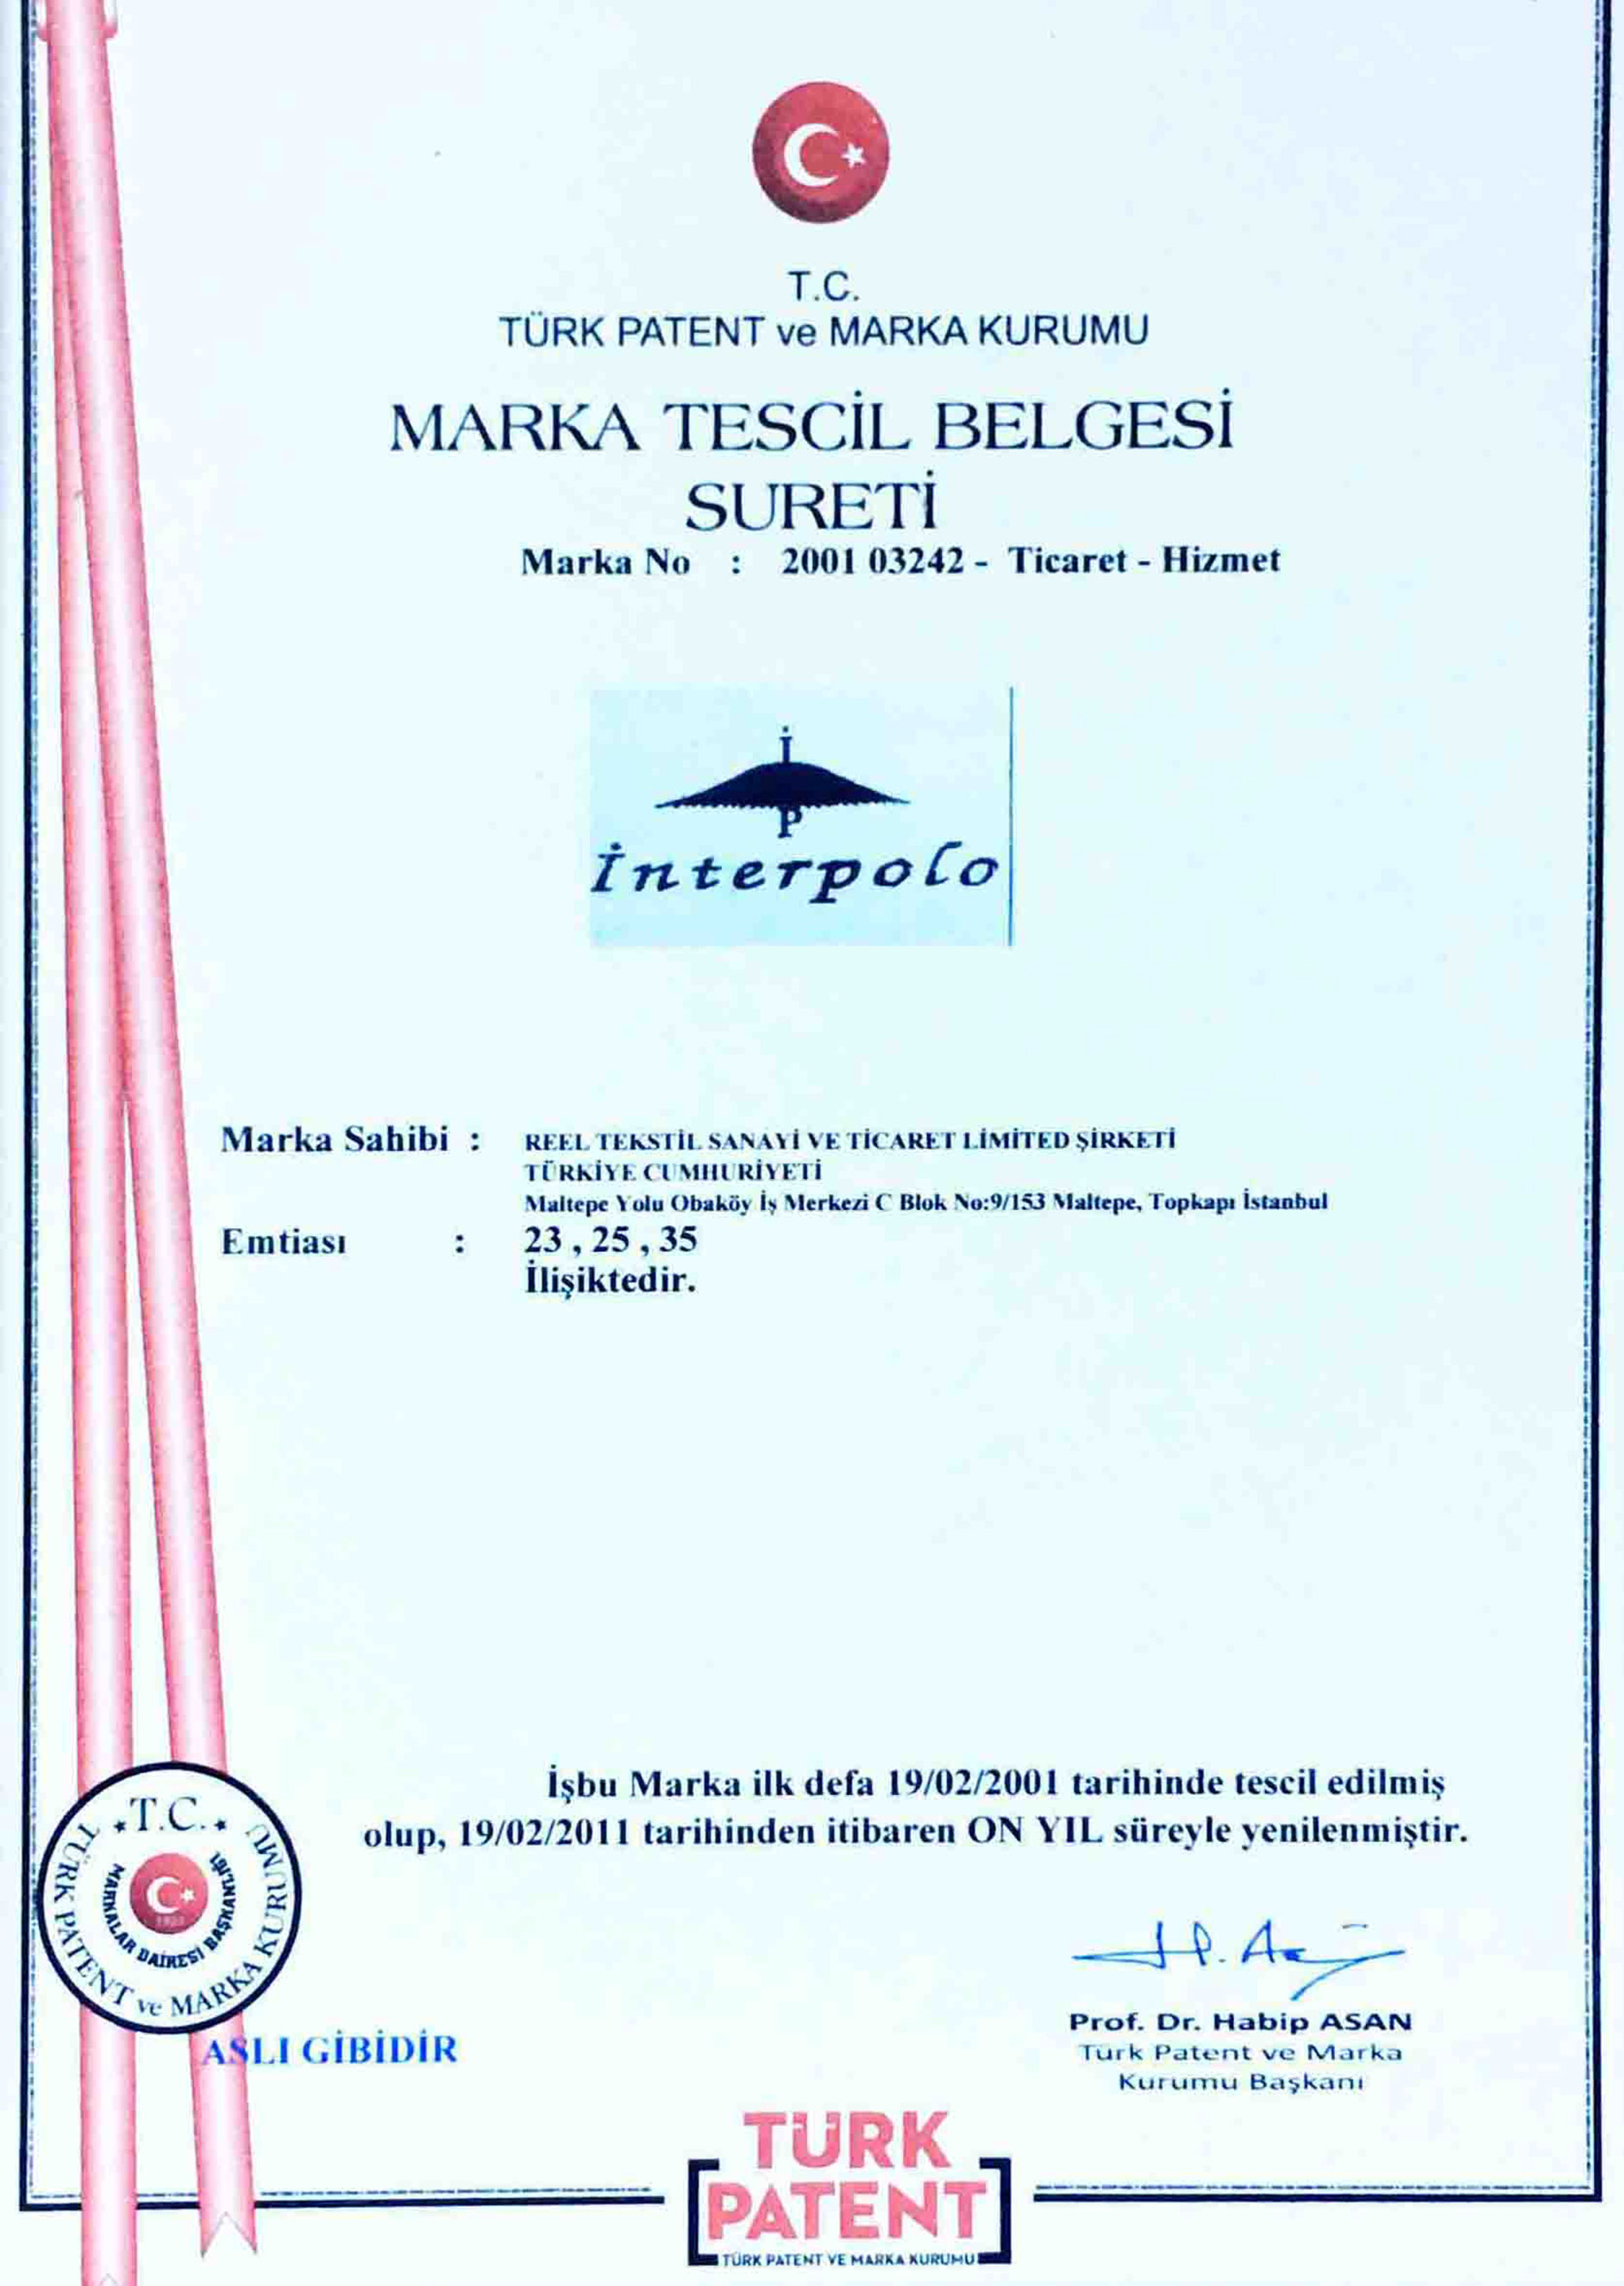 T.C.
TÜRK PATENT ve MARKA KURUMU
MARKA TESCİL BELGESİ
SURETİ
Marka No : 2001 03242 - Ticaret - Hizmet
İ
P
İnterpolo
Marka Sahibi : REEL TEKSTİL SANAYİ VE TİCARET LİMİTED ŞİRKETİ
TÜRKİYE CUMHURİYETİ
Maltepe Yolu Obaköy İş Merkezi C Blok No:9/153 Maltepe, Topkapı İstanbul
Emtiası : 23 , 25 , 35
İlişiktedir.
İşbu Marka ilk defa 19/02/2001 tarihinde tescil edilmiş
olup, 19/02/2011 tarihinden itibaren ON YIL süreyle yenilenmiştir.
T.C.
TÜRK PATENT ve MARKA KURUMU
MARKALAR DAİRESİ BAŞKANLIĞI
ASLI GİBİDİR
H. Asan
Prof. Dr. Habip ASAN
Türk Patent ve Marka
Kurumu Başkanı
TÜRK
PATENT
TÜRK PATENT VE MARKA KURUMU